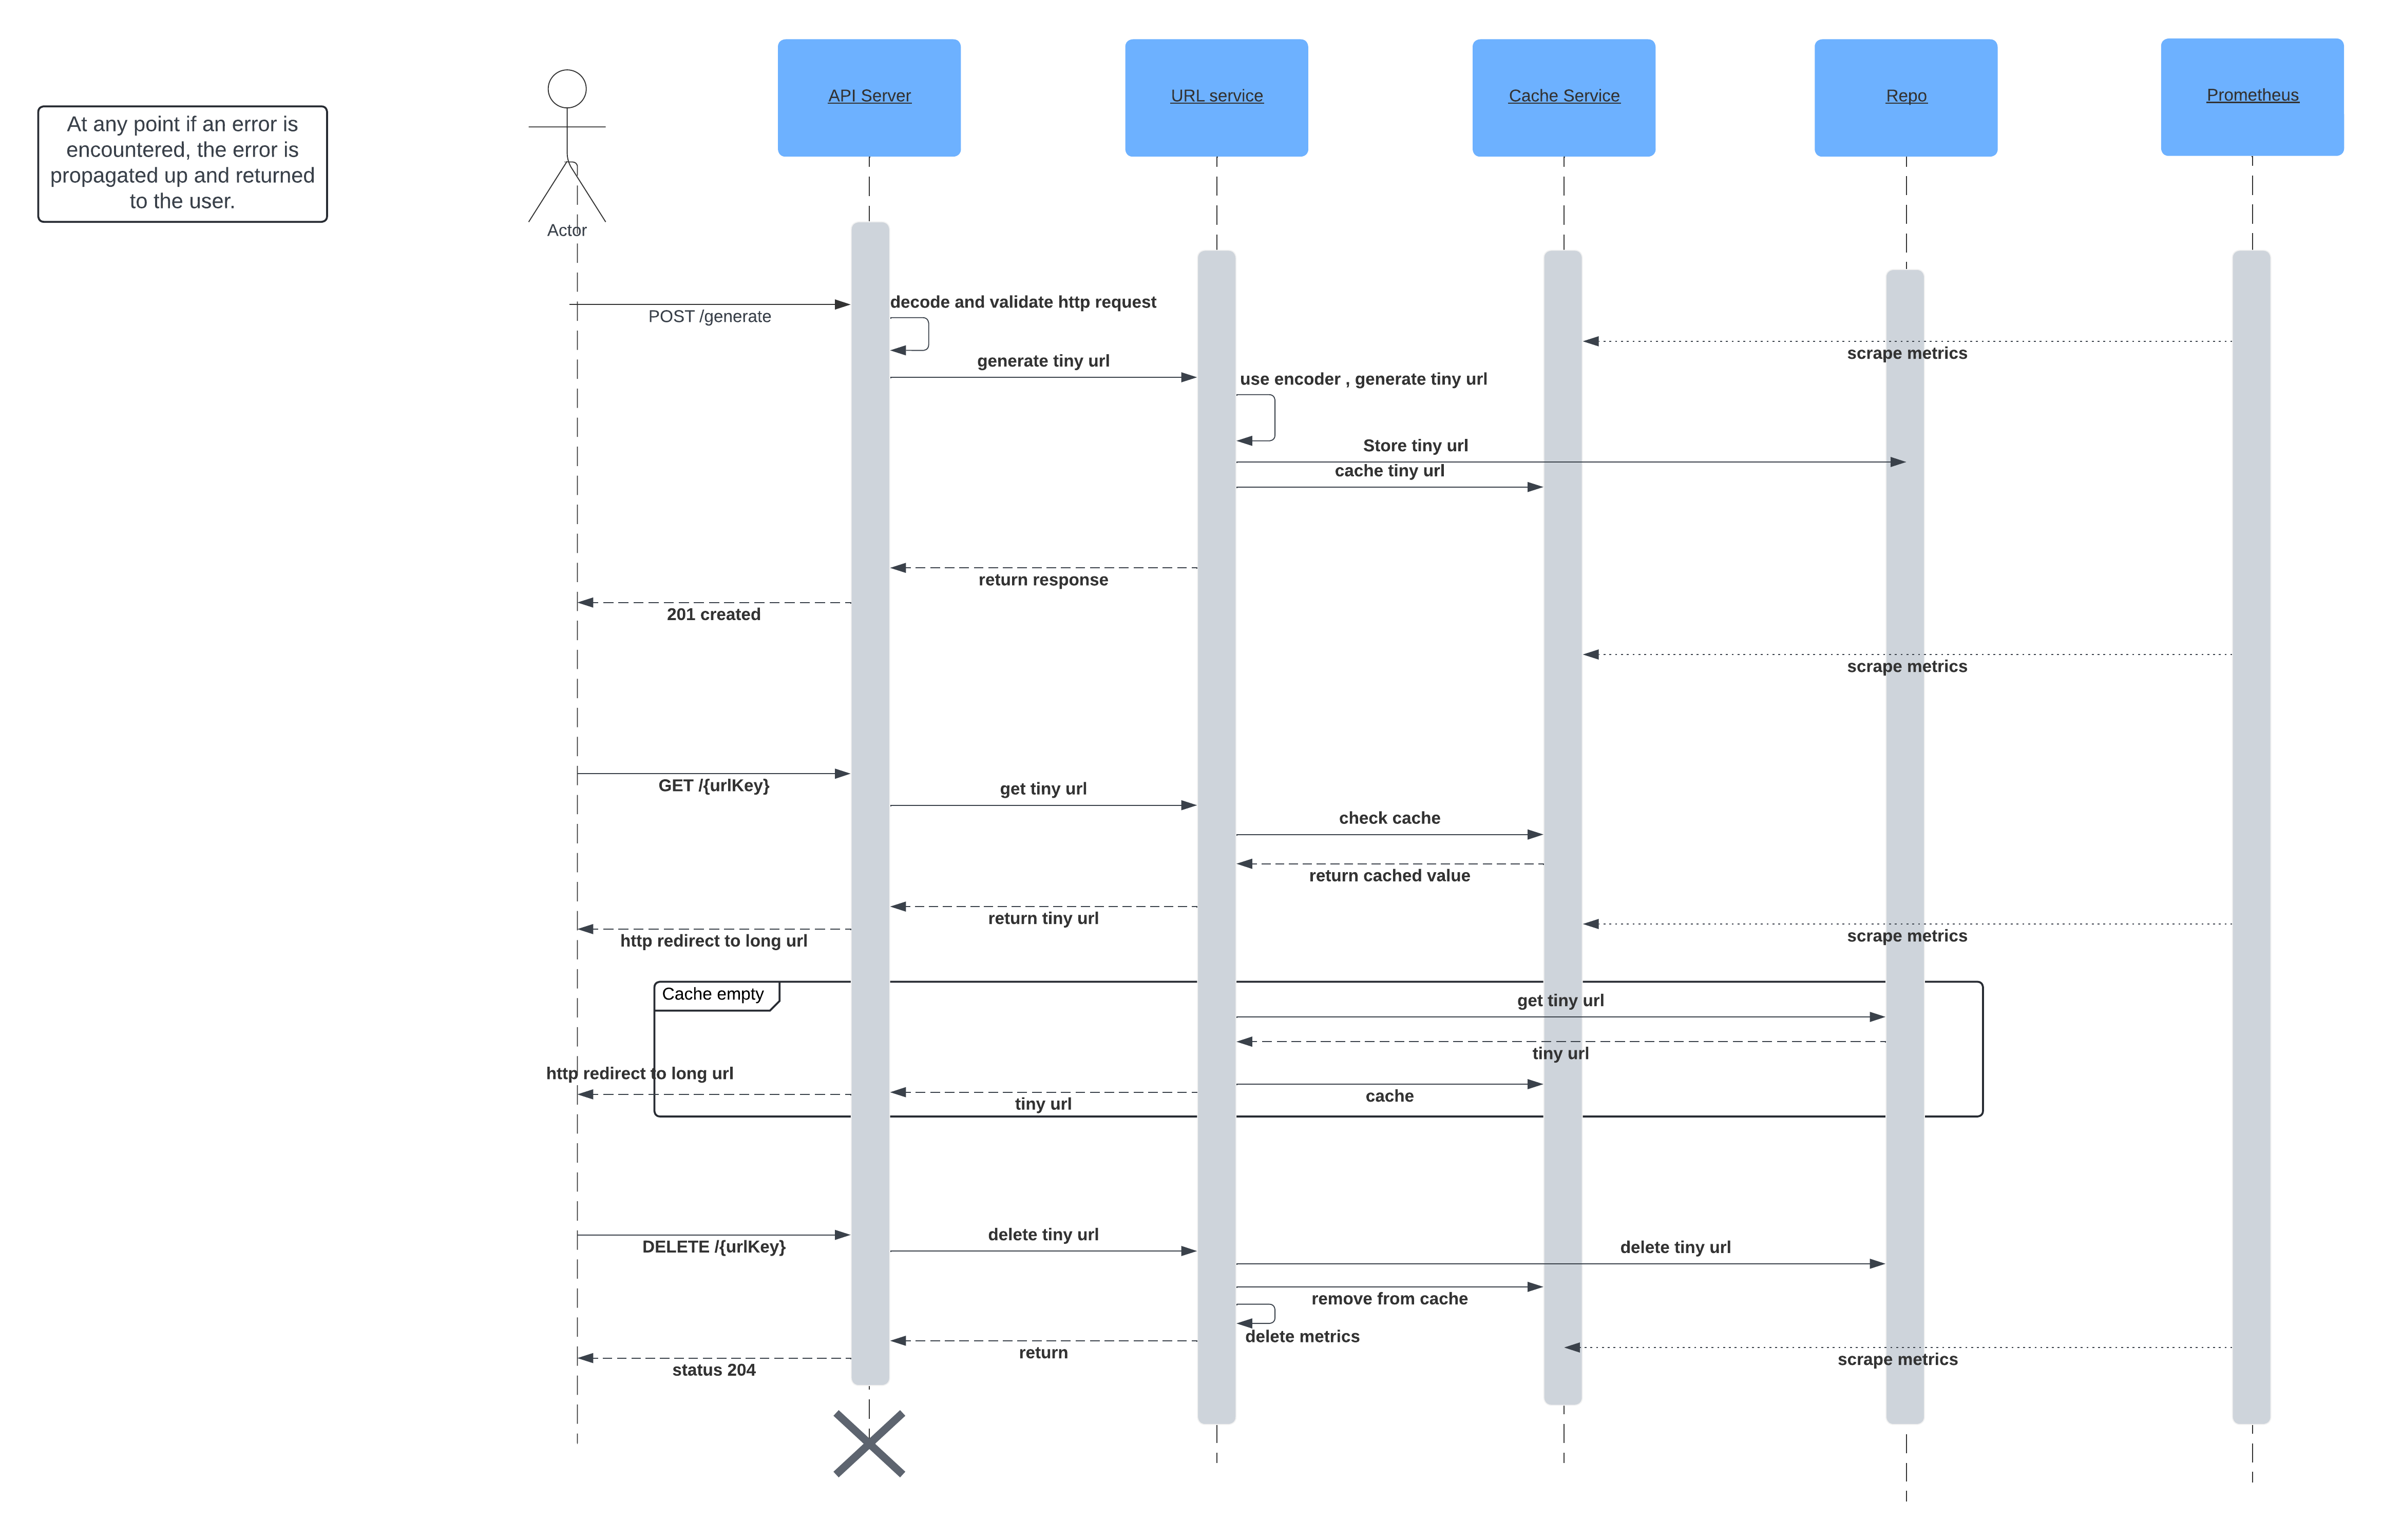 API Server
URL service
Cache Service
Repo
Prometheus
At any point if an error is
encountered, the error is
propagated up and returned
to the user.
Actor
decode and validate http request
POST /generate
scrape metrics
generate tiny url
use encoder , generate tiny url
Store tiny url
cache tiny url
return response
201 created
scrape metrics
GET /{urlKey}
get tiny url
check cache
return cached value
return tiny url
http redirect to long url
scrape metrics
Cache empty
get tiny url
tiny url
http redirect to long url
cache
tiny url
DELETE /{urlKey}
delete tiny url
delete tiny url
remove from cache
delete metrics
return
scrape metrics
status 204